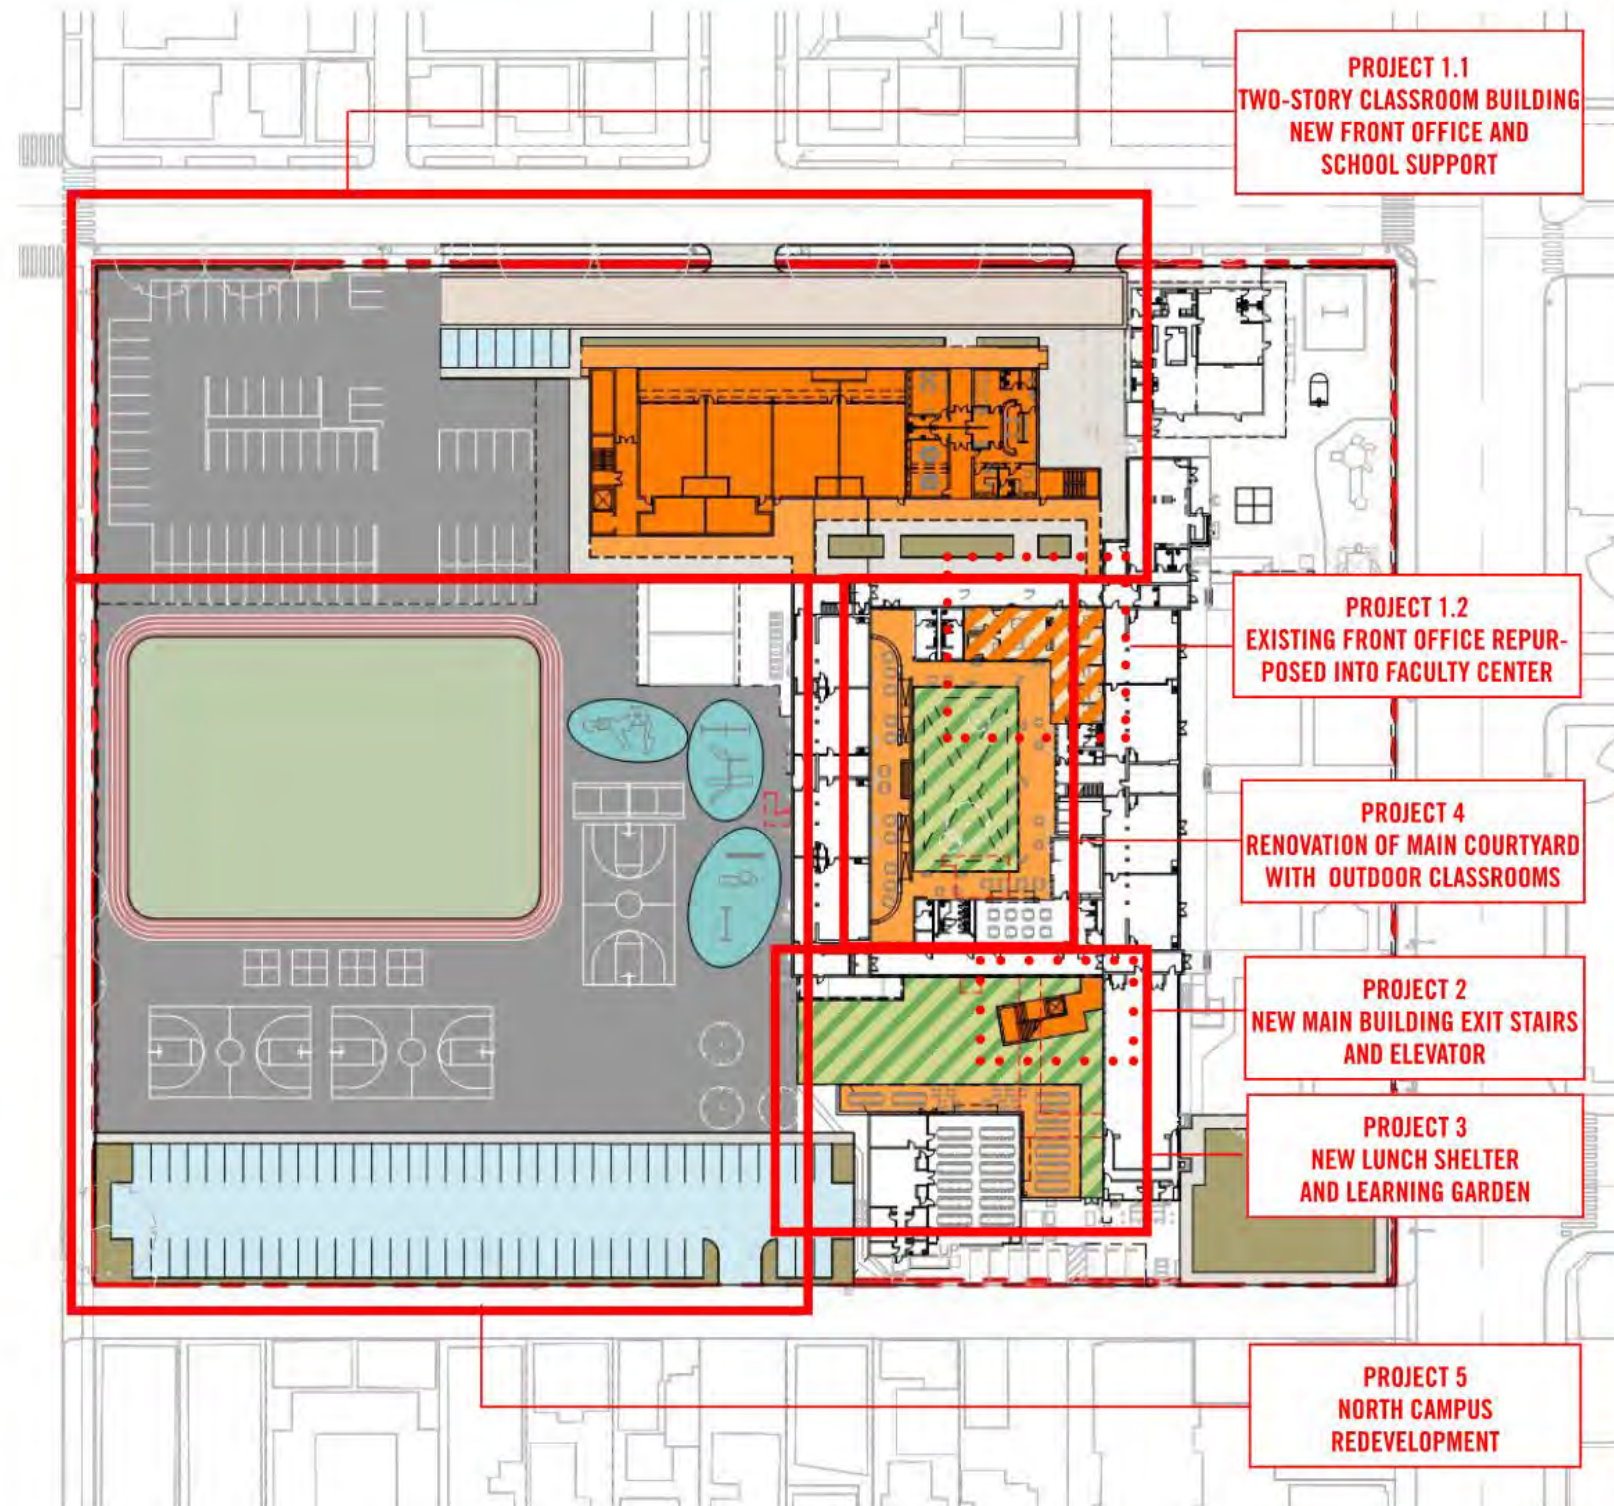 PROJECT 1.1
TWO-STORY CLASSROOM BUILDING
NEW FRONT OFFICE AND
SCHOOL SUPPORT
PROJECT 1.2
EXISTING FRONT OFFICE REPUR-
POSED INTO FACULTY CENTER
PROJECT 4
RENOVATION OF MAIN COURTYARD
WITH OUTDOOR CLASSROOMS
PROJECT 2
NEW MAIN BUILDING EXIT STAIRS
AND ELEVATOR
PROJECT 3
NEW LUNCH SHELTER
AND LEARNING GARDEN
PROJECT 5
NORTH CAMPUS
REDEVELOPMENT